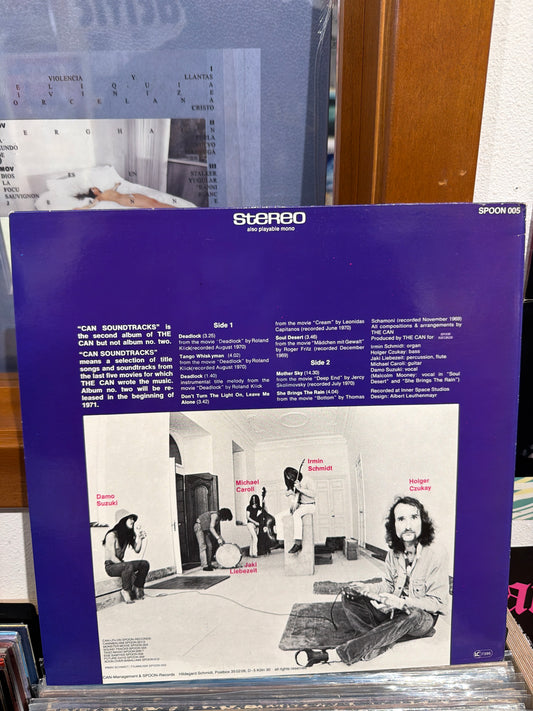 VIOLENCIA Y LLANTAS
CRISTO
stereo
also playable mono
SPOON 005
"CAN SOUNDTRACKS" is
the second album of THE
CAN but not album no. two.
"CAN SOUNDTRACKS"
means a selection of title
songs and soundtracks from
the last five movies for which
THE CAN wrote the music.
Album no. two will be re-
leased in the beginning of
1971.
Side 1
Deadlock (3.25)
from the movie "Deadlock" by Roland
Klick(recorded August 1970)
Tango Whiskyman (4.02)
from the movie "Deadlock" by Roland
Klick(recorded August 1970)
Deadlock (1.40)
instrumental title melody from the
movie "Deadlock" by Roland Klick
Don't Turn The Light On, Leave Me
Alone (3.42)
from the movie "Cream" by Leonidas
Capitanos (recorded June 1970)
Soul Desert (3.46)
from the movie "Mädchen mit Gewalt"
by Roger Fritz (recorded December
1969)
Side 2
Mother Sky (14.30)
from the movie "Deep End" by Jercy
Skolimovsky (recorded July 1970)
She Brings The Rain (4.04)
from the movie "Bottom" by Thomas
Schamoni (recorded November 1969)
All compositions & arrangements by
THE CAN
Produced by THE CAN for
Irmin Schmidt: organ
Holger Czukay: bass
Jaki Liebezeit: percussion, flute
Michael Caroli: guitar
Damo Suzuki: vocal
(Malcolm Mooney: vocal in "Soul
Desert" and "She Brings The Rain")
Recorded at Inner Space Studios
Design: Albert Leuthenmayr
Damo
Suzuki
Michael
Caroli
Irmin
Schmidt
Holger
Czukay
Jaki
Liebezeit
CAN-Management & SPOON-Records Hildegard Schmidt, Postbox
all rights reserved
LC